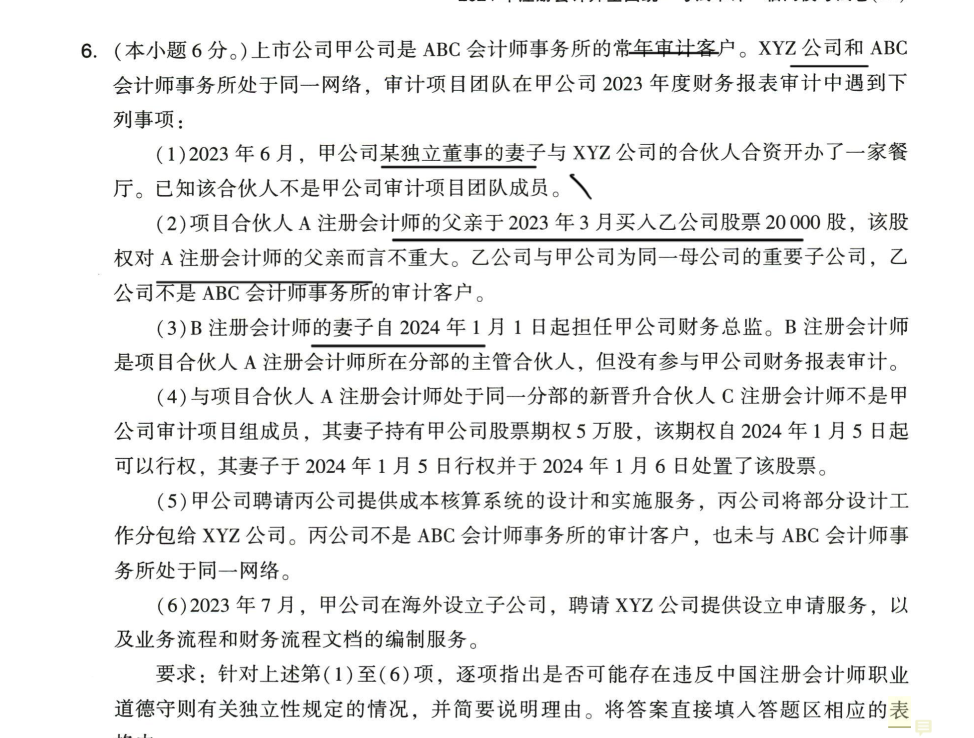 6. (本小题6分。)上市公司甲公司是 ABC 会计师事务所的常年审计客户。XYZ 公司和 ABC
会计师事务所处于同一网络，审计项目团队在甲公司 2023 年度财务报表审计中遇到下
列事项：
(1)2023 年 6 月，甲公司某独立董事的妻子与 XYZ 公司的合伙人合资开办了一家餐
厅。已知该合伙人不是甲公司审计项目团队成员。
(2)项目合伙人 A 注册会计师的父亲于 2023 年 3 月买入乙公司股票 20 000 股，该股
权对 A 注册会计师的父亲而言不重大。乙公司与甲公司为同一母公司的重要子公司，乙
公司不是 ABC 会计师事务所的审计客户。
(3)B 注册会计师的妻子自 2024 年 1 月 1 日起担任甲公司财务总监。B 注册会计师
是项目合伙人 A 注册会计师所在分部的主管合伙人，但没有参与甲公司财务报表审计。
(4)与项目合伙人 A 注册会计师处于同一分部的新晋升合伙人 C 注册会计师不是甲
公司审计项目组成员，其妻子持有甲公司股票期权 5 万股，该期权自 2024 年 1 月 5 日起
可以行权，其妻子于 2024 年 1 月 5 日行权并于 2024 年 1 月 6 日处置了该股票。
(5)甲公司聘请丙公司提供成本核算系统的设计和实施服务，丙公司将部分设计工
作分包给 XYZ 公司。丙公司不是 ABC 会计师事务所的审计客户，也未与 ABC 会计师事
务所处于同一网络。
(6)2023 年 7 月，甲公司在海外设立子公司，聘请 XYZ 公司提供设立申请服务，以
及业务流程和财务流程文档的编制服务。
要求：针对上述第(1)至(6)项，逐项指出是否可能存在违反中国注册会计师职业
道德守则有关独立性规定的情况，并简要说明理由。将答案直接填入答题区相应的表